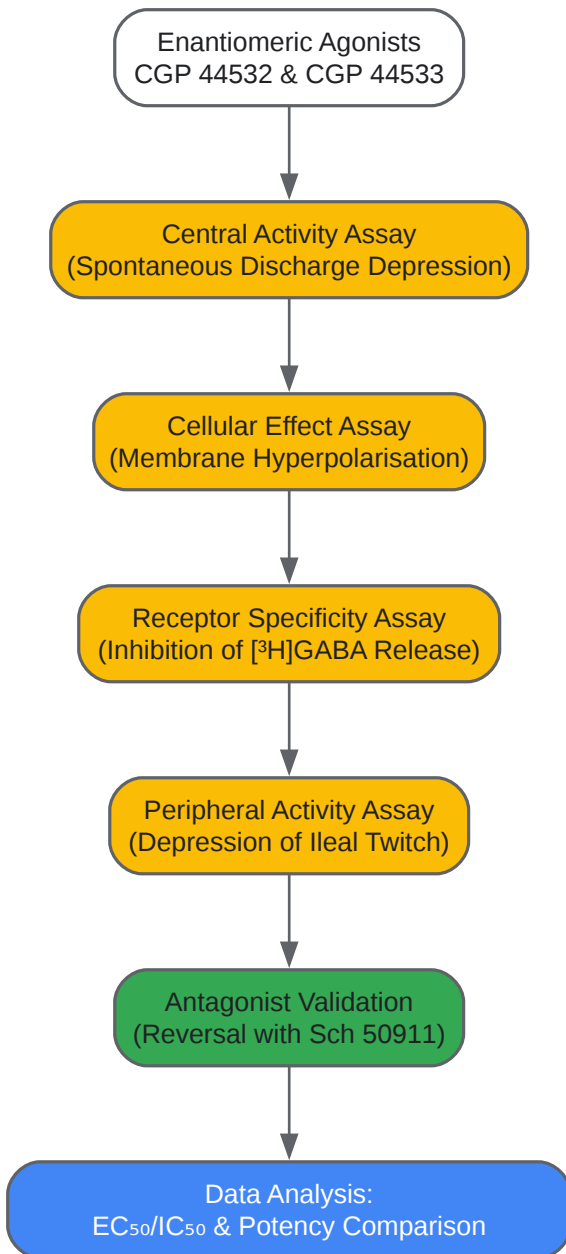 Enantiomeric Agonists
CGP 44532 & CGP 44533
Central Activity Assay
(Spontaneous Discharge Depression)
Cellular Effect Assay
(Membrane Hyperpolarisation)
Receptor Specificity Assay
(Inhibition of [³H]GABA Release)
Peripheral Activity Assay
(Depression of Ileal Twitch)
Antagonist Validation
(Reversal with Sch 50911)
Data Analysis:
EC₅₀/IC₅₀ & Potency Comparison